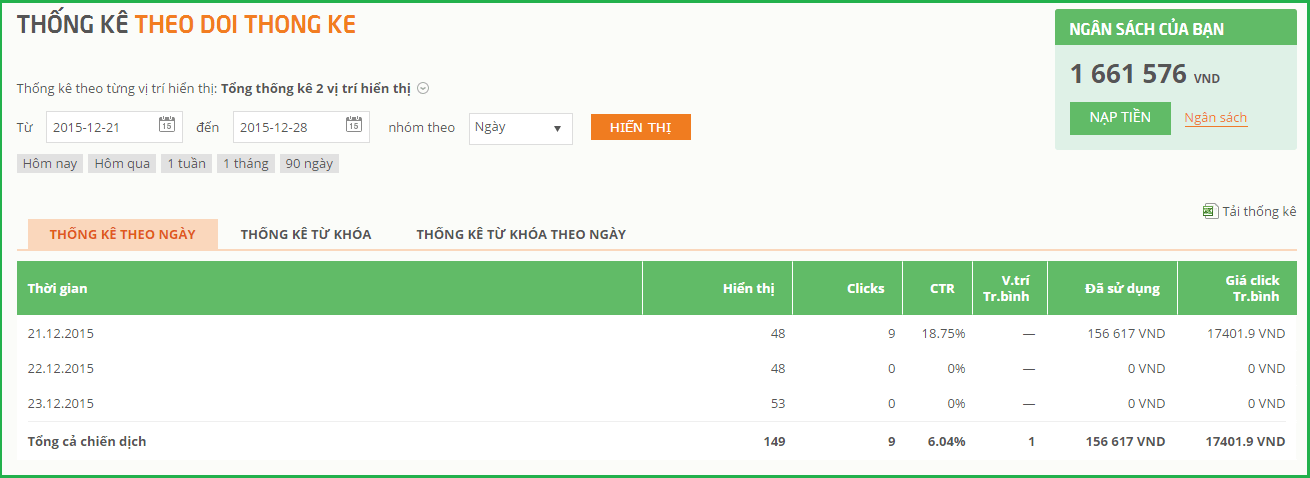 THỐNG KÊ THEO DOI THONG KE
NGÂN SÁCH CỦA BẠN
1 661 576 VND
NẠP TIỀN Ngân sách
Thống kê theo từng vị trí hiển thị: Tổng thống kê 2 vị trí hiển thị
Từ 2015-12-21 15 đến 2015-12-28 15 nhóm theo Ngày HIỂN THỊ
Hôm nay Hôm qua 1 tuần 1 tháng 90 ngày
Tải thống kê
THỐNG KÊ THEO NGÀY THỐNG KÊ TỪ KHÓA THỐNG KÊ TỪ KHÓA THEO NGÀY
Thời gian Hiển thị Clicks CTR V.trí Tr.bình Đã sử dụng Giá click Tr.bình
21.12.2015 48 9 18.75% — 156 617 VND 17401.9 VND
22.12.2015 48 0 0% — 0 VND 0 VND
23.12.2015 53 0 0% — 0 VND 0 VND
Tổng cả chiến dịch 149 9 6.04% 1 156 617 VND 17401.9 VND